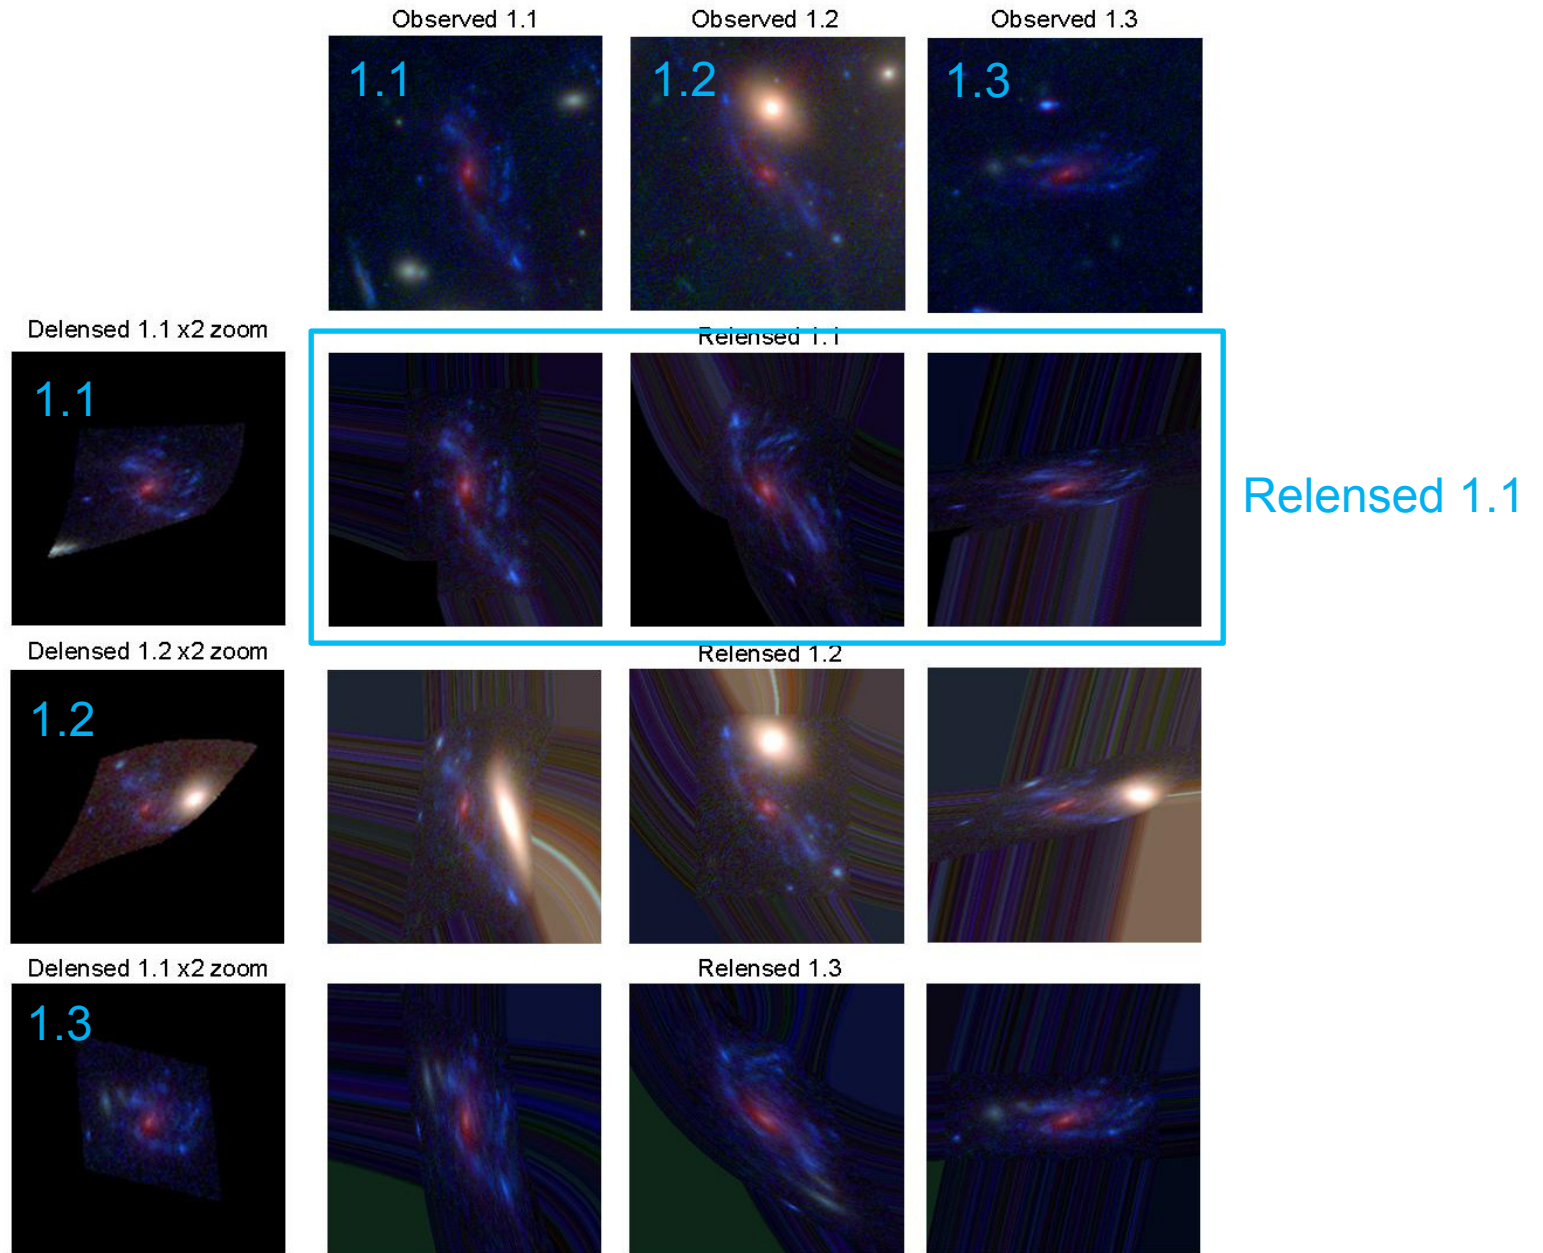 Observed 1.1
Observed 1.2
Observed 1.3
1.1
1.2
1.3
Delensed 1.1 x2 zoom
Relensed 1.1
1.1
Relensed 1.1
Delensed 1.2 x2 zoom
Relensed 1.2
1.2
Delensed 1.1 x2 zoom
Relensed 1.3
1.3